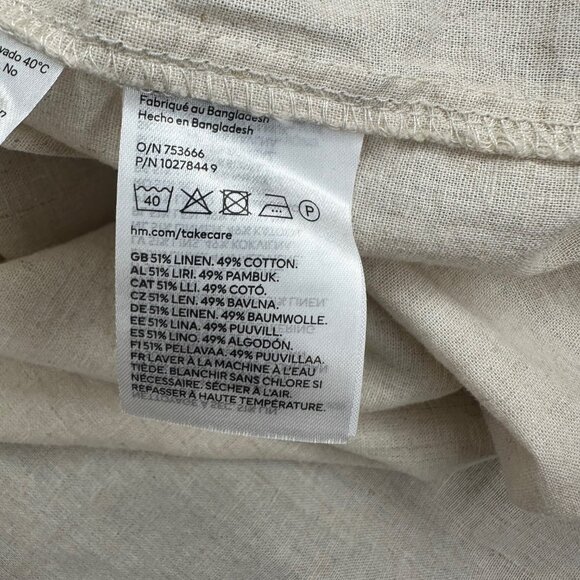 vado 40°C
No
Fabriqué au Bangladesh
Hecho en Bangladesh
O/N 753666
P/N 1027844 9
40
P
hm.com/takecare
GB 51% LINEN. 49% COTTON.
AL 51% LIRI. 49% PAMBUK.
CAT 51% LLI. 49% COTÓ.
CZ 51% LEN. 49% BAVLNA.
DE 51% LEINEN. 49% BAUMWOLLE.
EE 51% LINA. 49% PUUVILL.
ES 51% LINO. 49% ALGODÓN.
FI 51% PELLAVAA. 49% PUUVILLAA.
FR LAVER À LA MACHINE À L'EAU
TIÈDE. BLANCHIR SANS CHLORE SI
NÉCESSAIRE. SÉCHER À L'AIR.
REPASSER À HAUTE TEMPÉRATURE.